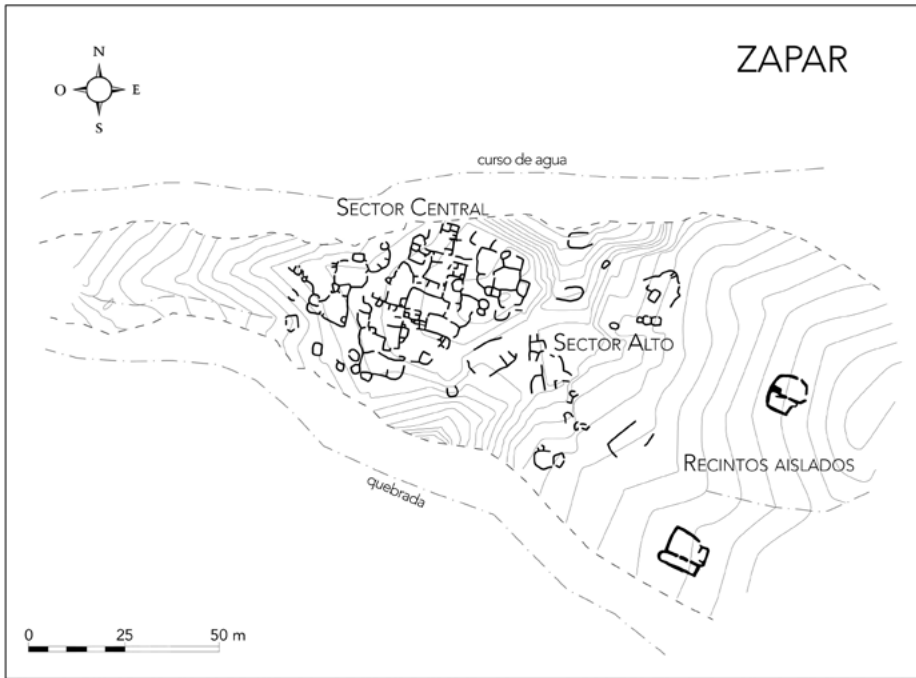 ZAPAR
N
O E
S
curso de agua
SECTOR CENTRAL
SECTOR ALTO
RECINTOS AISLADOS
quebrada
0 25 50 m